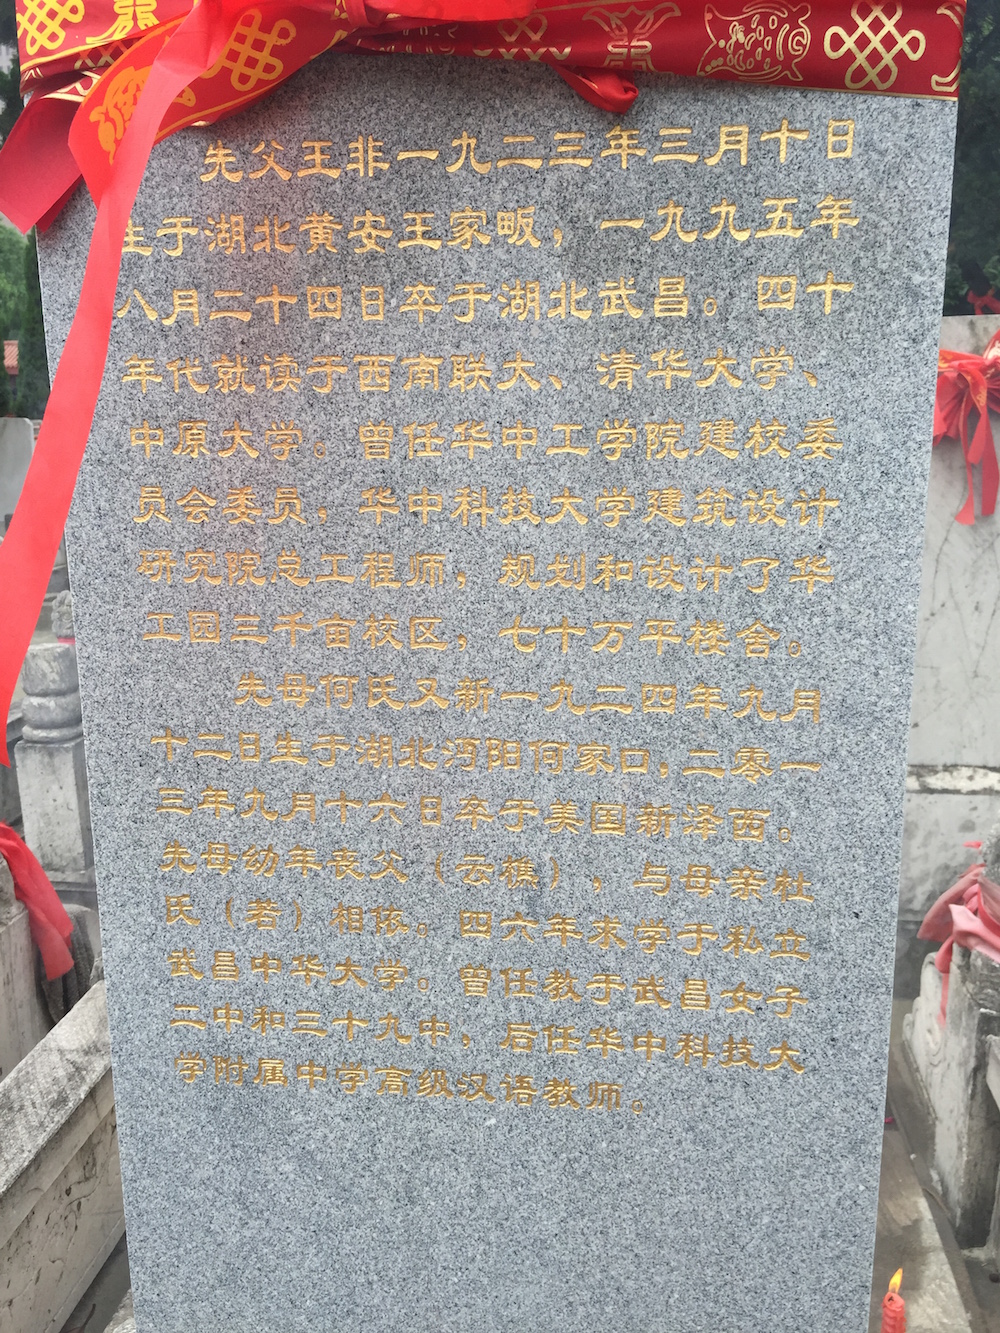 先父王非一九二三年三月十日
生于湖北黄安王家畈，一九九五年
八月二十四日卒于湖北武昌。四十
年代就读于西南联大、清华大学、
中原大学。曾任华中工学院建校委
员会委员，华中科技大学建筑设计
研究院总工程师，规划和设计了华
工园三千亩校区，七十万平楼舍。
先母何氏又新一九二四年九月
十二日生于湖北沔阳何家口，二零一
三年九月十六日卒于美国新泽西。
先母幼年丧父（云樵），与母亲杜
氏（若）相依。四六年求学于私立
武昌中华大学。曾任教于武昌女子
二中和三十九中，后任华中科技大
学附属中学高级汉语教师。